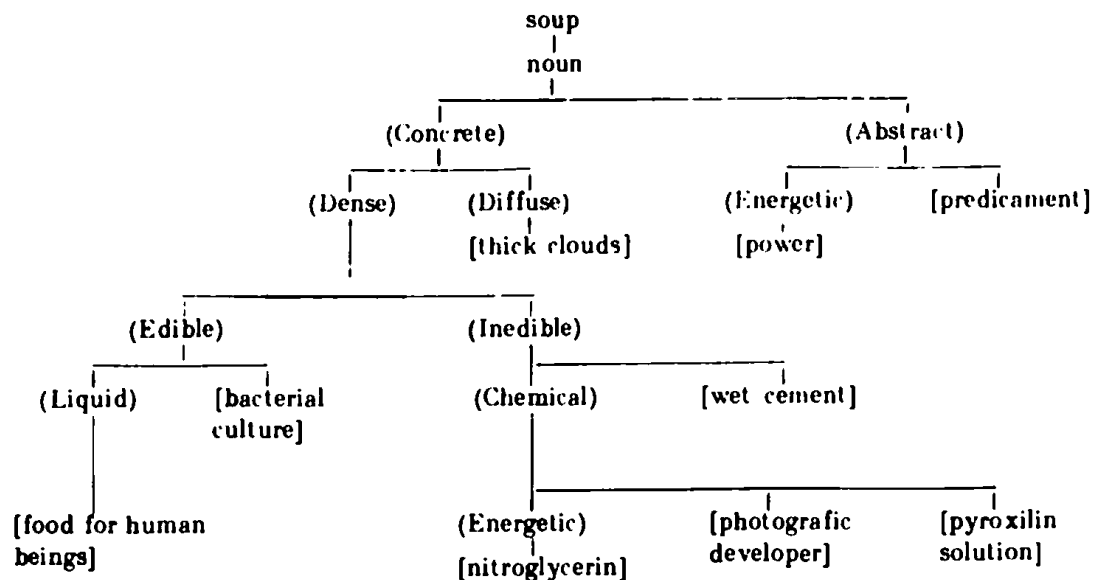 soup
noun
(Concrete) (Abstract)
(Dense) (Diffuse) (Energetic) [predicament]
[thick clouds] [power]
(Edible) (Inedible)
(Liquid) [bacterial (Chemical) [wet cement]
culture]
[food for human (Energetic) [photografic [pyroxilin
beings] developer] solution]
[nitroglycerin]